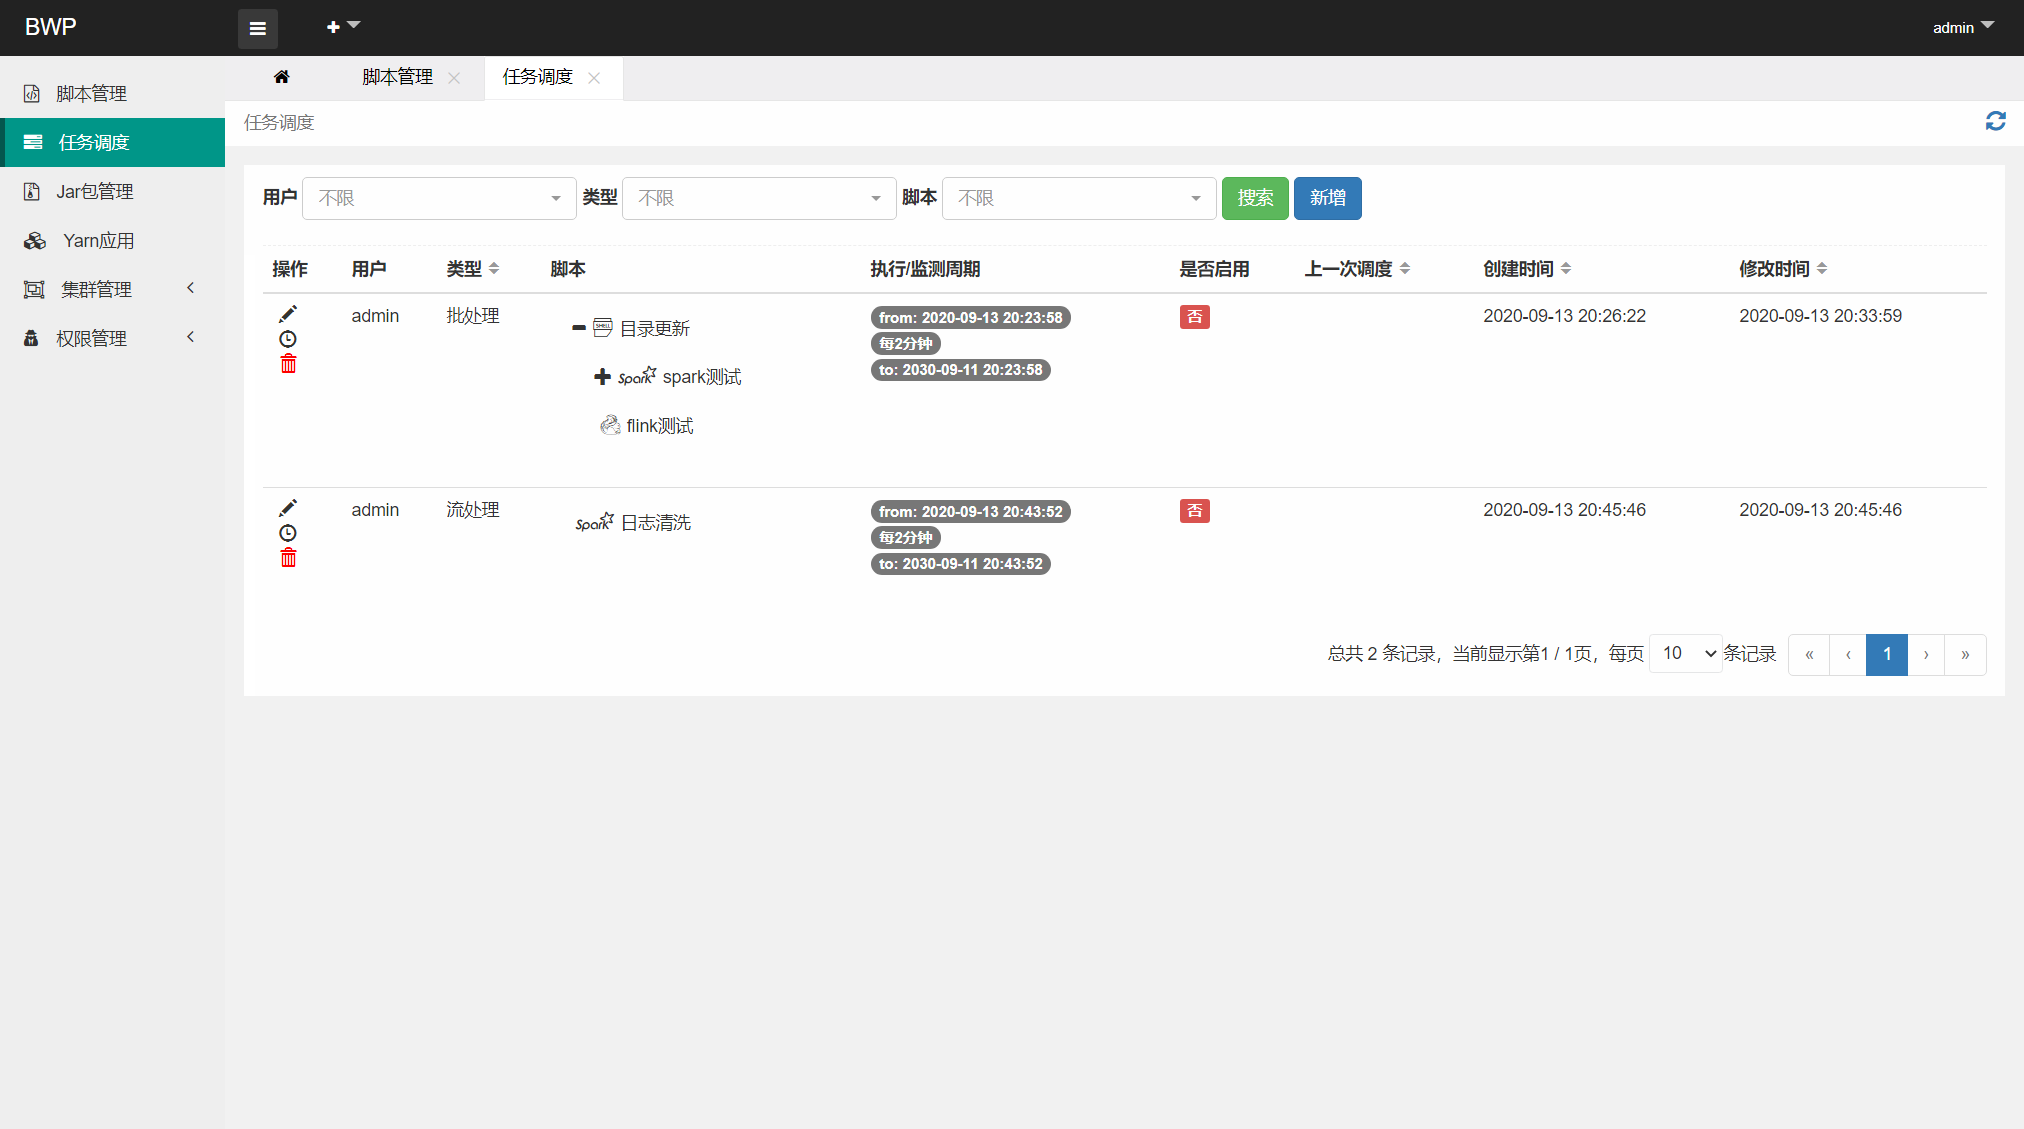 BWP
admin
脚本管理
任务调度
Jar包管理
Yarn应用
集群管理
权限管理
脚本管理
任务调度
任务调度
用户 不限 类型 不限 脚本 不限 搜索 新增
操作 用户 类型 脚本 执行/监测周期 是否启用 上一次调度 创建时间 修改时间
admin 批处理 SHELL 目录更新 from: 2020-09-13 20:23:58 否 2020-09-13 20:26:22 2020-09-13 20:33:59
每2分钟
to: 2030-09-11 20:23:58
Spark spark测试
flink测试
admin 流处理 Spark 日志清洗 from: 2020-09-13 20:43:52 否 2020-09-13 20:45:46 2020-09-13 20:45:46
每2分钟
to: 2030-09-11 20:43:52
总共 2 条记录，当前显示第1 / 1页，每页 10 条记录 « ‹ 1 › »